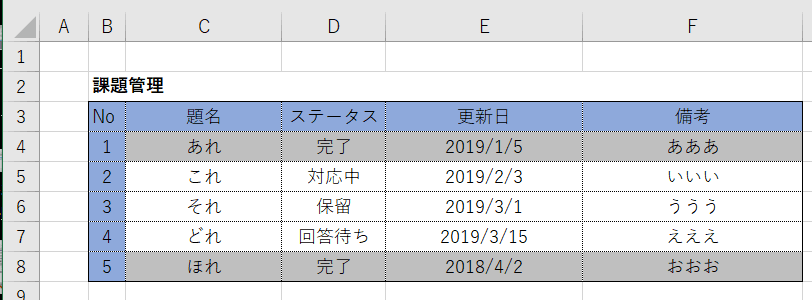 A B C D E F
1
2 課題管理
3 No 題名 ステータス 更新日 備考
4 1 あれ 完了 2019/1/5 あああ
5 2 これ 対応中 2019/2/3 いいい
6 3 それ 保留 2019/3/1 ううう
7 4 どれ 回答待ち 2019/3/15 えええ
8 5 ほれ 完了 2018/4/2 おおお
9